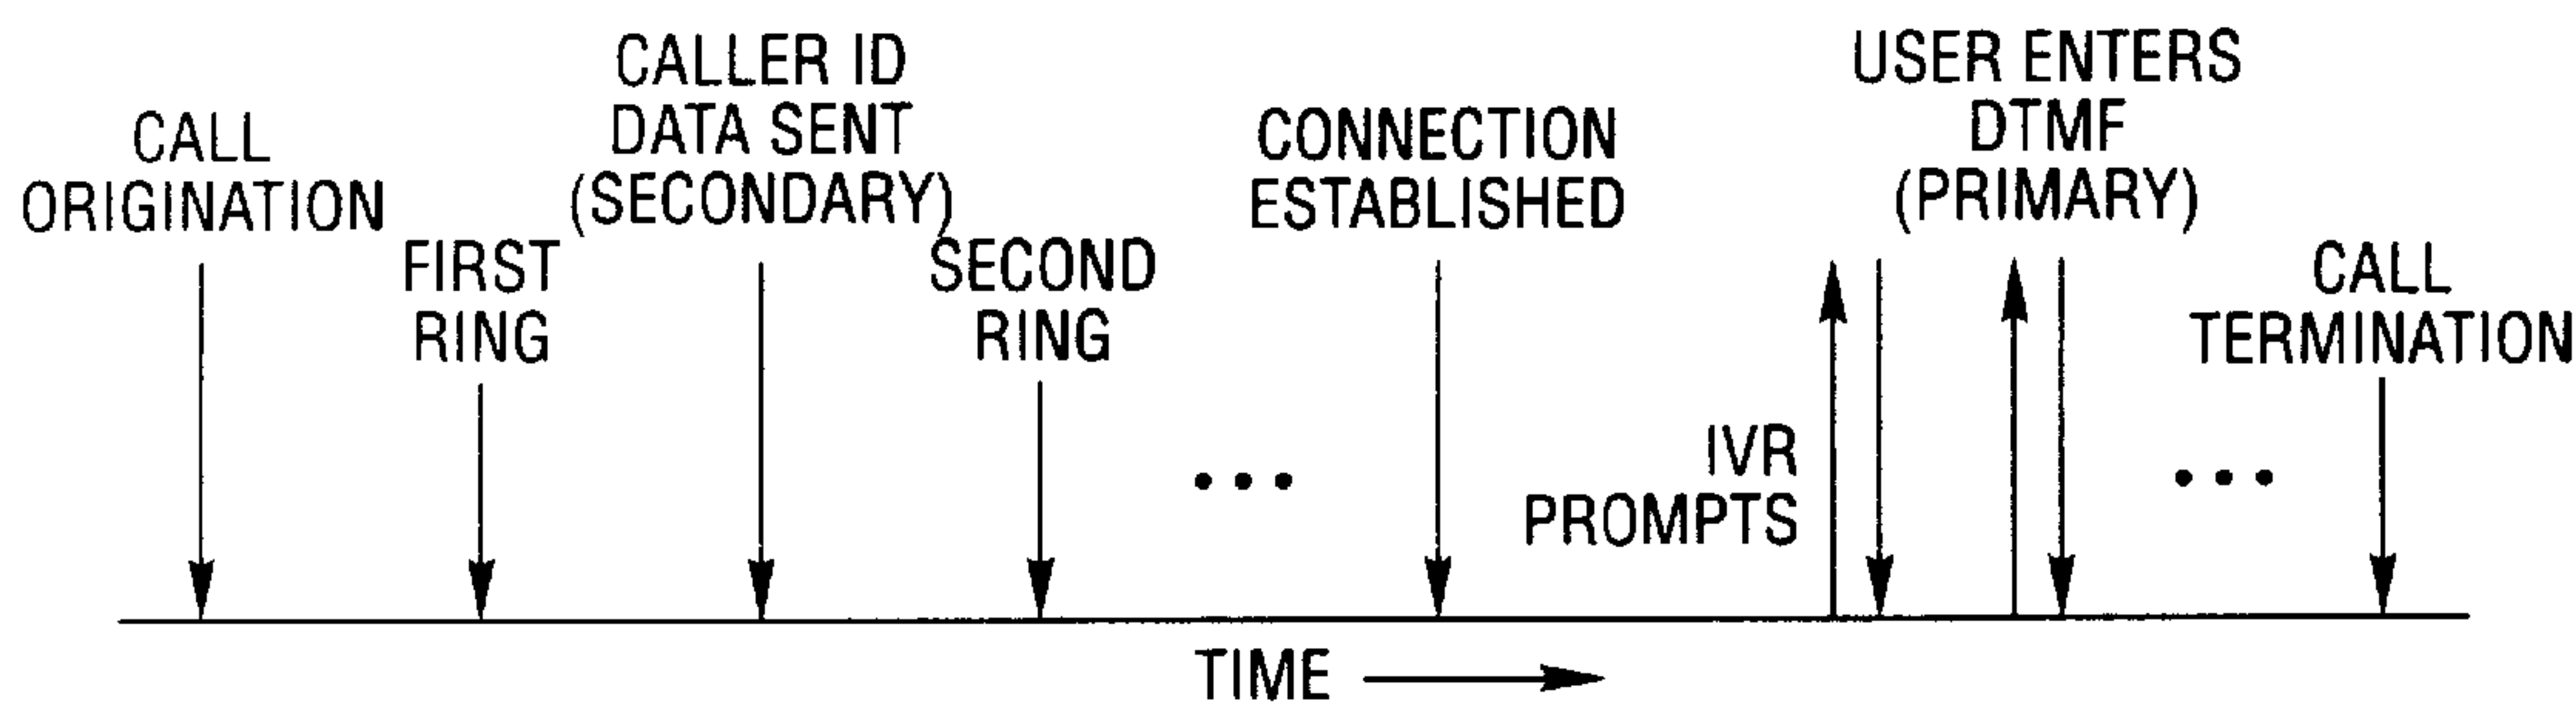 CALL
ORIGINATION
FIRST
RING
CALLER ID
DATA SENT
(SECONDARY)
SECOND
RING
CONNECTION
ESTABLISHED
IVR
PROMPTS
USER ENTERS
DTMF
(PRIMARY)
CALL
TERMINATION
TIME